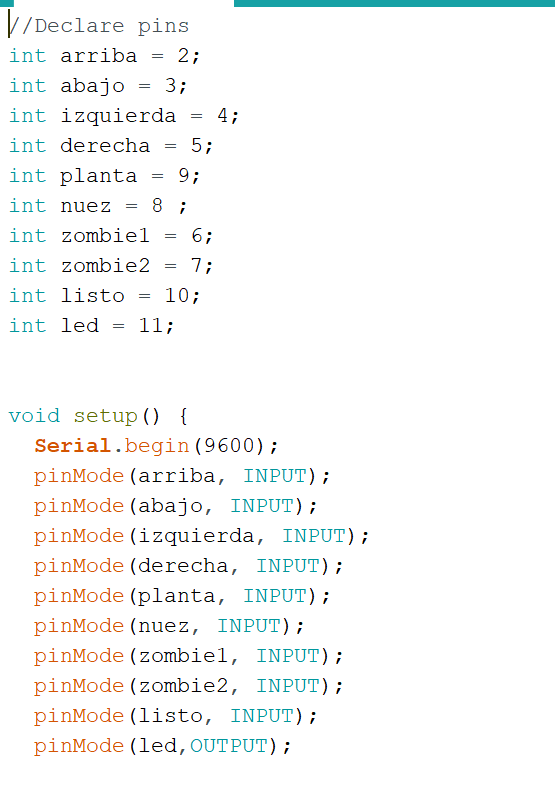 //Declare pins
int arriba = 2;
int abajo = 3;
int izquierda = 4;
int derecha = 5;
int planta = 9;
int nuez = 8 ;
int zombie1 = 6;
int zombie2 = 7;
int listo = 10;
int led = 11;
void setup() {
  Serial.begin(9600);
  pinMode(arriba, INPUT);
  pinMode(abajo, INPUT);
  pinMode(izquierda, INPUT);
  pinMode(derecha, INPUT);
  pinMode(planta, INPUT);
  pinMode(nuez, INPUT);
  pinMode(zombie1, INPUT);
  pinMode(zombie2, INPUT);
  pinMode(listo, INPUT);
  pinMode(led,OUTPUT);